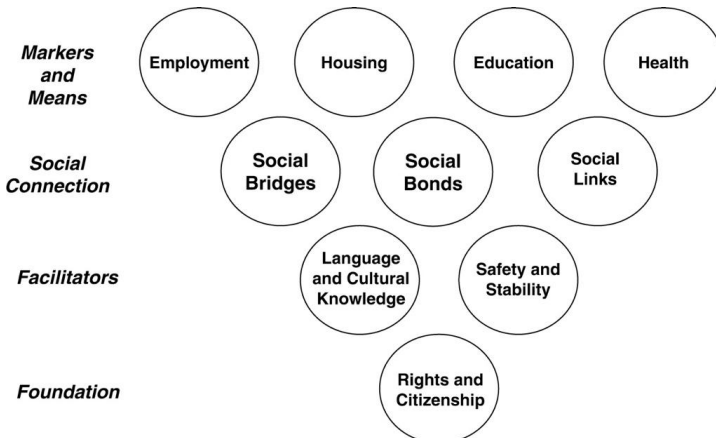 Markers
and
Means
Employment
Housing
Education
Health
Social
Connection
Social
Bridges
Social
Bonds
Social
Links
Facilitators
Language
and Cultural
Knowledge
Safety and
Stability
Foundation
Rights and
Citizenship